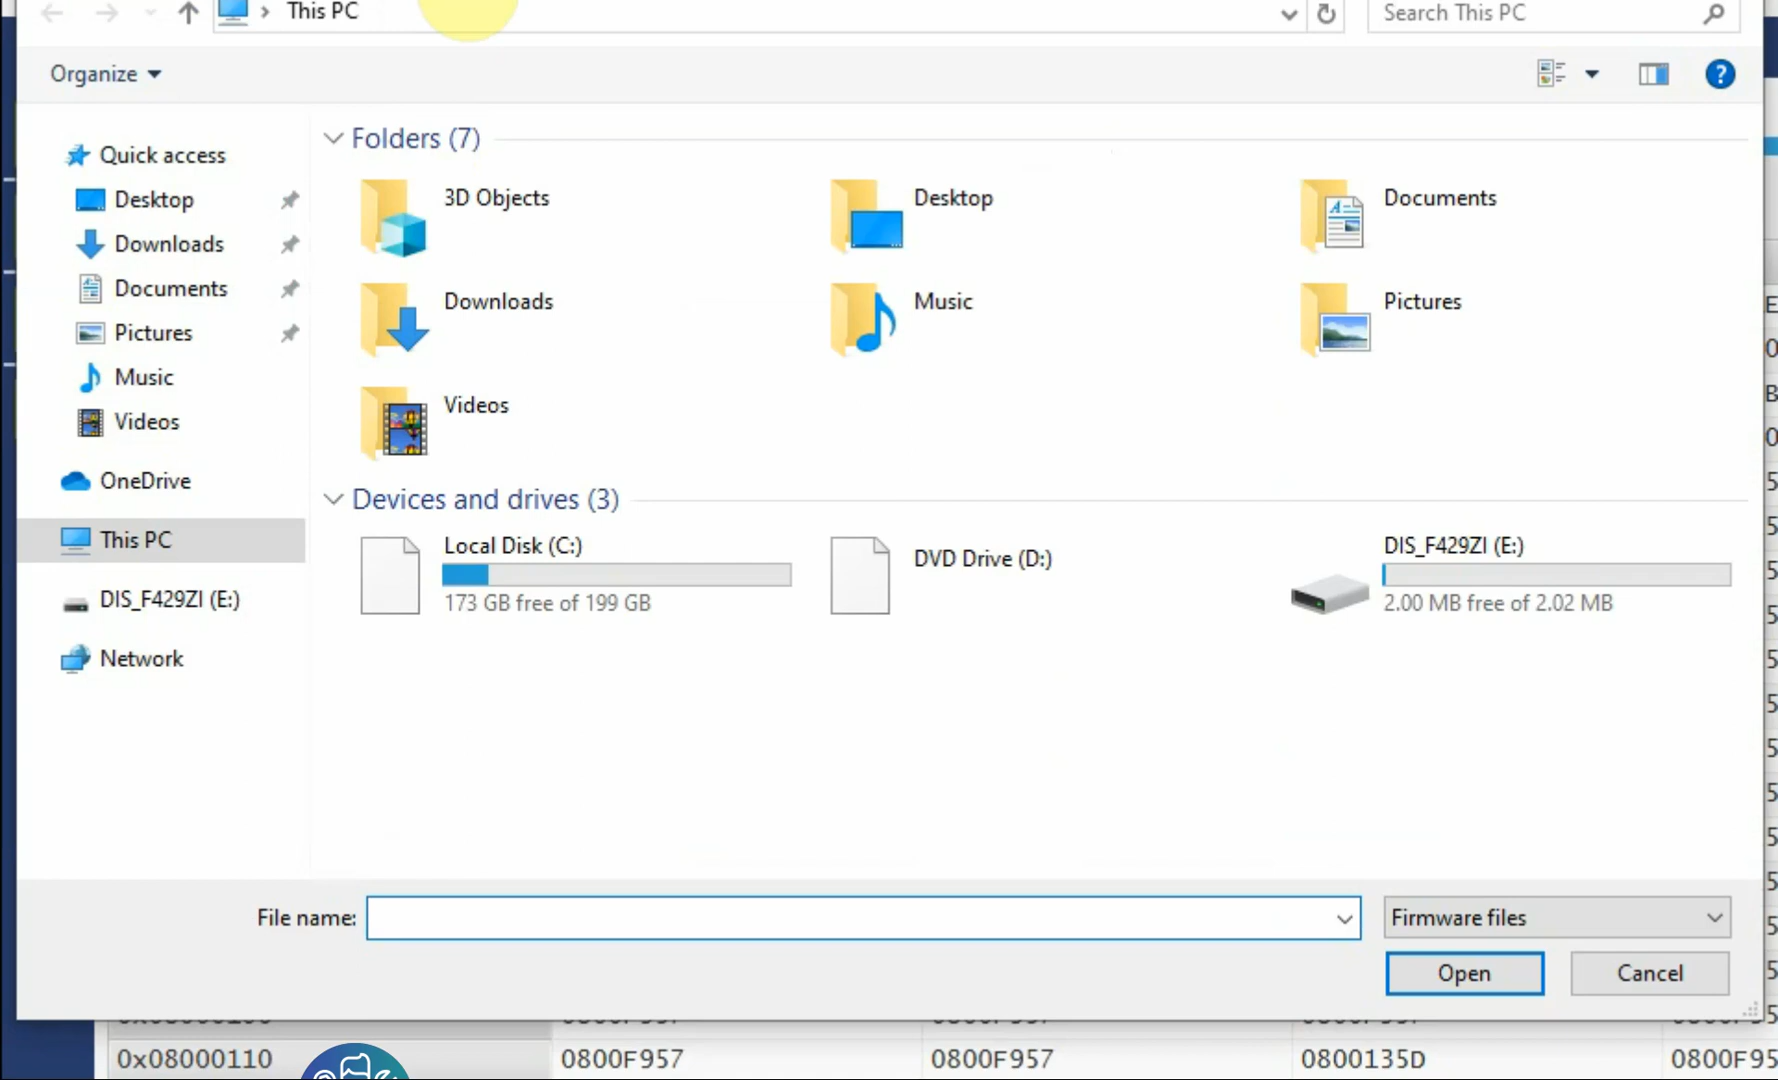 This PC
Search This PC
Organize
Quick access
Desktop
Downloads
Documents
Pictures
Music
Videos
OneDrive
This PC
DIS_F429ZI (E:)
Network
Folders (7)
3D Objects
Desktop
Documents
Downloads
Music
Pictures
Videos
Devices and drives (3)
Local Disk (C:)
173 GB free of 199 GB
DVD Drive (D:)
DIS_F429ZI (E:)
2.00 MB free of 2.02 MB
File name:
Firmware files
Open
Cancel
0x08000110 0800F957 0800F957 0800135D 0800F95